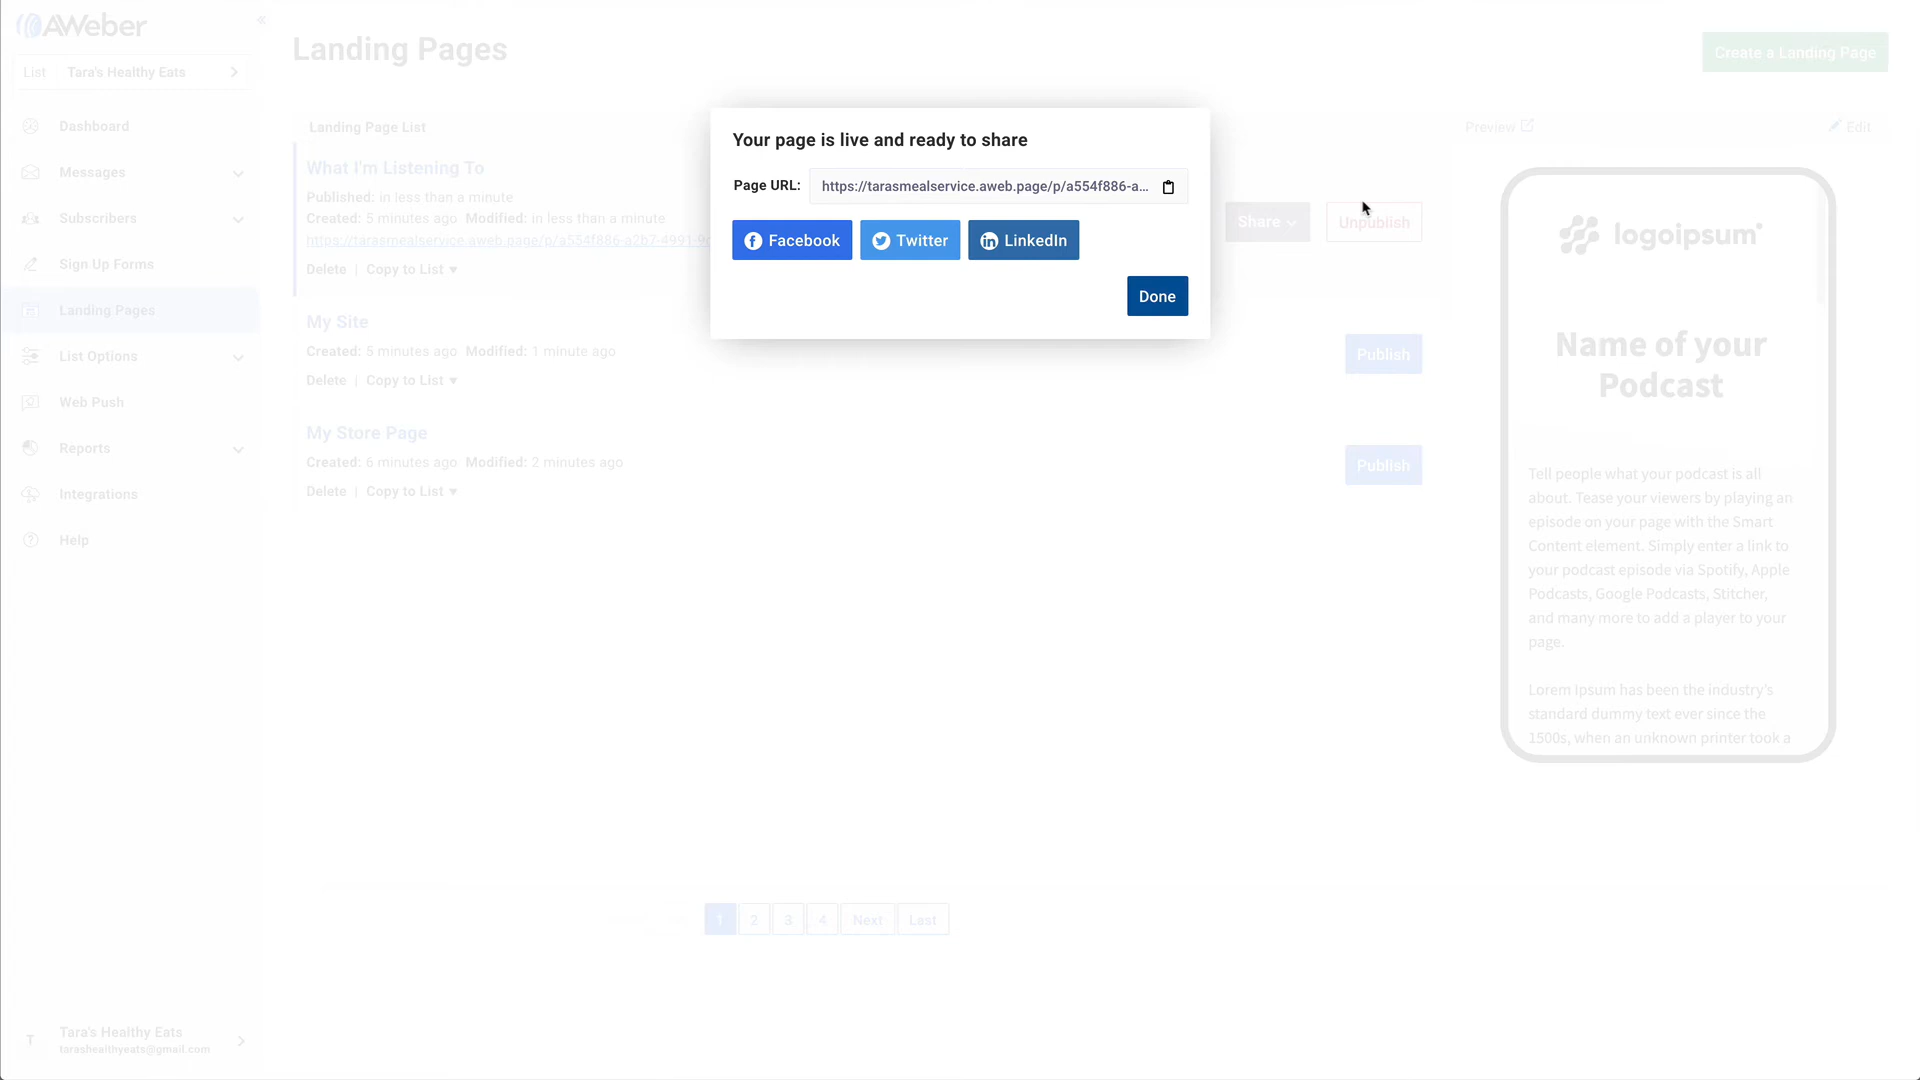 AWeber
List Tara's Healthy Eats
Dashboard
Messages
Subscribers
Sign Up Forms
Landing Pages
List Options
Web Push
Reports
Integrations
Help
Tara's Healthy Eats
T
tarashealthyeats@gmail.com
Landing Pages
Create a Landing Page
Landing Page List
What I'm Listening To
Published: in less than a minute
Created: 5 minutes ago Modified: in less than a minute
https://tarasmealservice.aweb.page/p/a554f886-a2b7-4991-9
Delete | Copy to List
Share
Unpublish
My Site
Created: 5 minutes ago Modified: 1 minute ago
Delete | Copy to List
Publish
My Store Page
Created: 6 minutes ago Modified: 2 minutes ago
Delete | Copy to List
Publish
1 2 3 4 Next Last
Your page is live and ready to share
Page URL: https://tarasmealservice.aweb.page/p/a554f886-a...
Facebook Twitter LinkedIn
Done
Preview Edit
logoipsum
Name of your
Podcast
Tell people what your podcast is all
about. Tease your viewers by playing an
episode on your page with the Smart
Content element. Simply enter a link to
your podcast episode via Spotify, Apple
Podcasts, Google Podcasts, Stitcher,
and many more to add a player to your
page.
Lorem Ipsum has been the industry's
standard dummy text ever since the
1500s, when an unknown printer took a